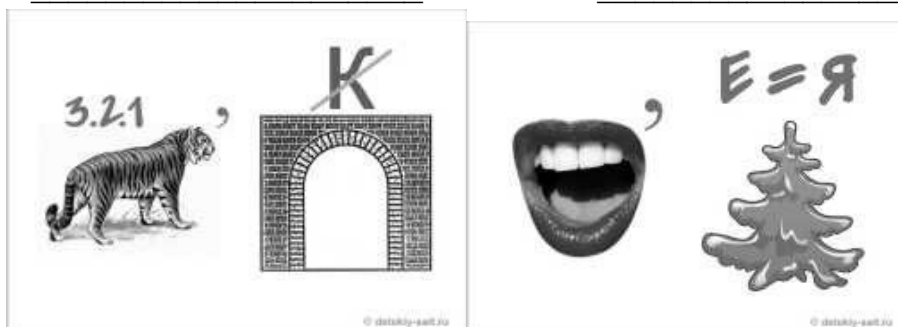 3.2.1 , К
, Е = Я
© detskiy-sait.ru
© detskiy-sait.ru